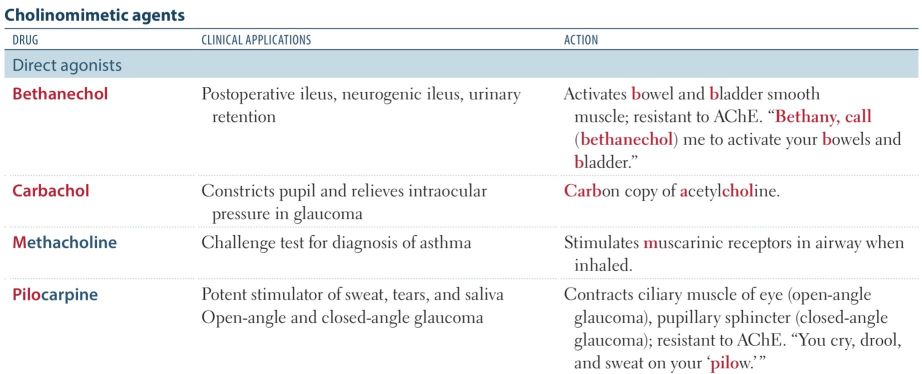 Cholinomimetic agents
DRUG CLINICAL APPLICATIONS ACTION
Direct agonists
Bethanechol Postoperative ileus, neurogenic ileus, urinary retention Activates bowel and bladder smooth muscle; resistant to AChE. “Bethany, call (bethanechol) me to activate your bowels and bladder.”
Carbachol Constricts pupil and relieves intraocular pressure in glaucoma Carbon copy of acetylcholine.
Methacholine Challenge test for diagnosis of asthma Stimulates muscarinic receptors in airway when inhaled.
Pilocarpine Potent stimulator of sweat, tears, and saliva Open-angle and closed-angle glaucoma Contracts ciliary muscle of eye (open-angle glaucoma), pupillary sphincter (closed-angle glaucoma); resistant to AChE. “You cry, drool, and sweat on your ‘pilow.’”